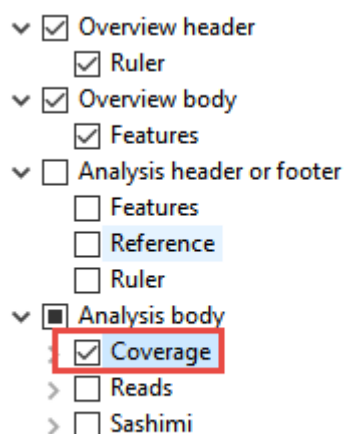 Overview header
Ruler
Overview body
Features
Analysis header or footer
Features
Reference
Ruler
Analysis body
Coverage
Reads
Sashimi